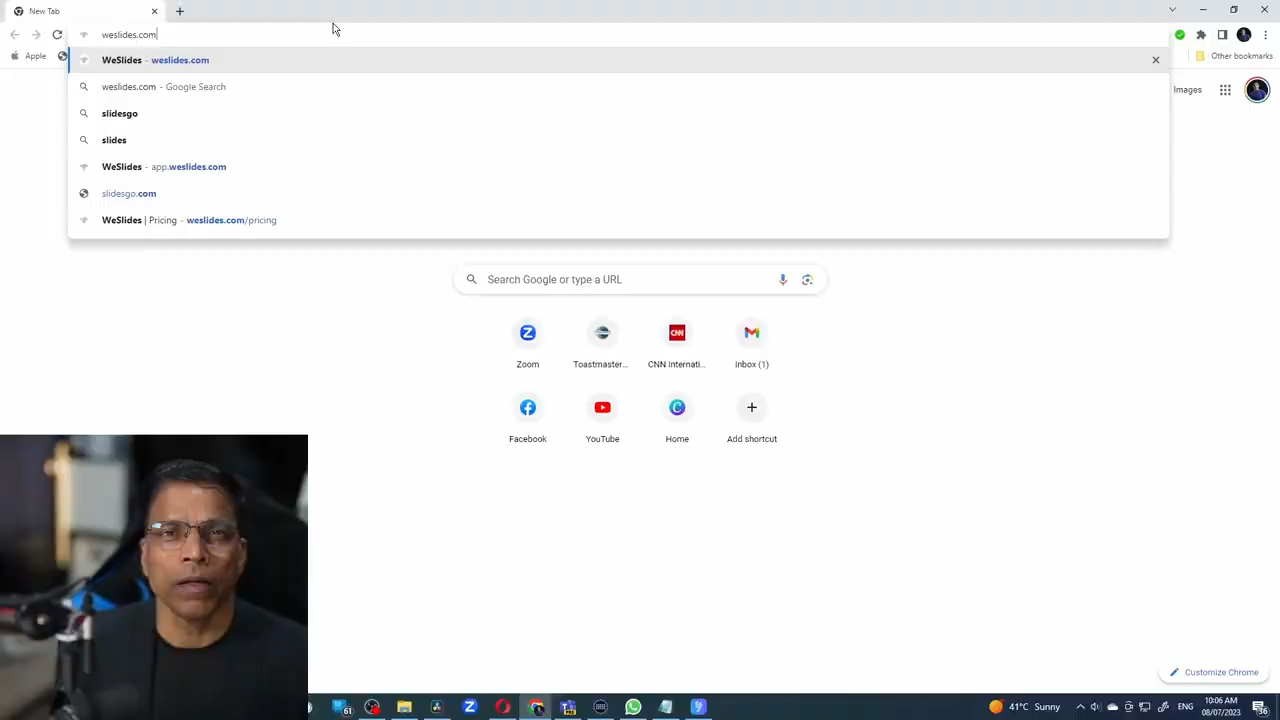 New Tab
weslides.com
WeSlides - weslides.com
weslides.com - Google Search
slidesgo
slides
WeSlides - app.weslides.com
slidesgo.com
WeSlides | Pricing - weslides.com/pricing
Apple
Other bookmarks
Images
Search Google or type a URL
Zoom
Toastmaster...
CNN
CNN Internati...
Inbox (1)
Facebook
YouTube
Home
Add shortcut
Customize Chrome
61
41°C Sunny
ENG
10:06 AM
08/07/2023